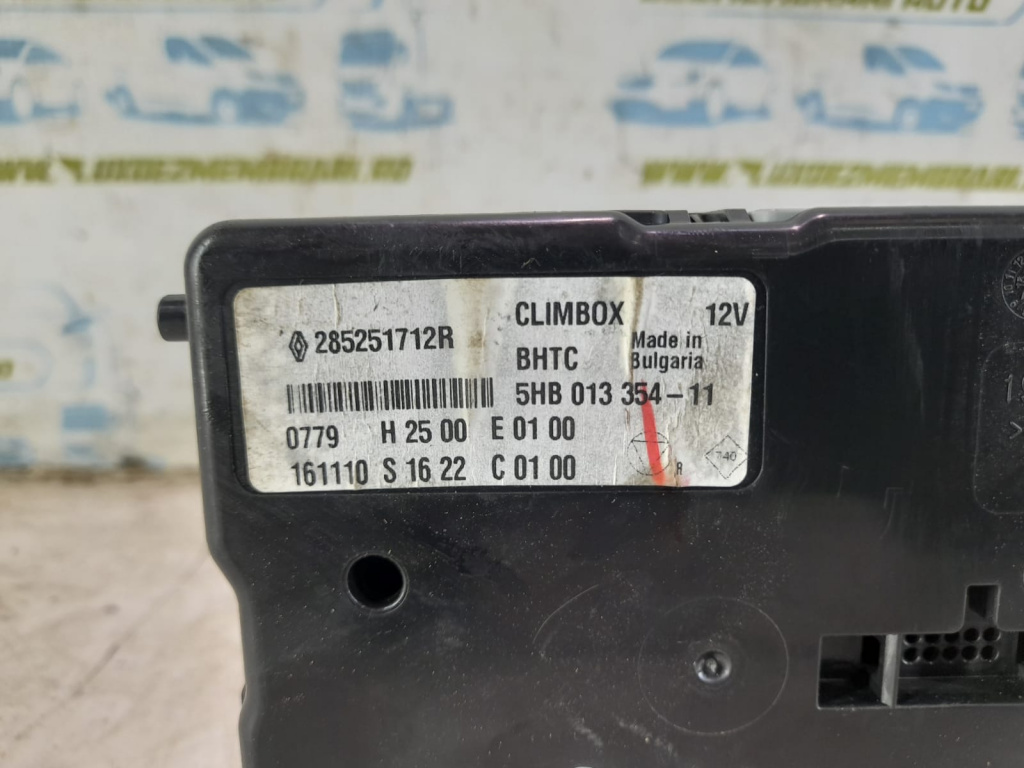 CLIMBOX 12V
285251712R
BHTC Made in Bulgaria
5HB 013 354-11
0779 H 25 00 E 01 00
161110 S 16 22 C 01 00
R